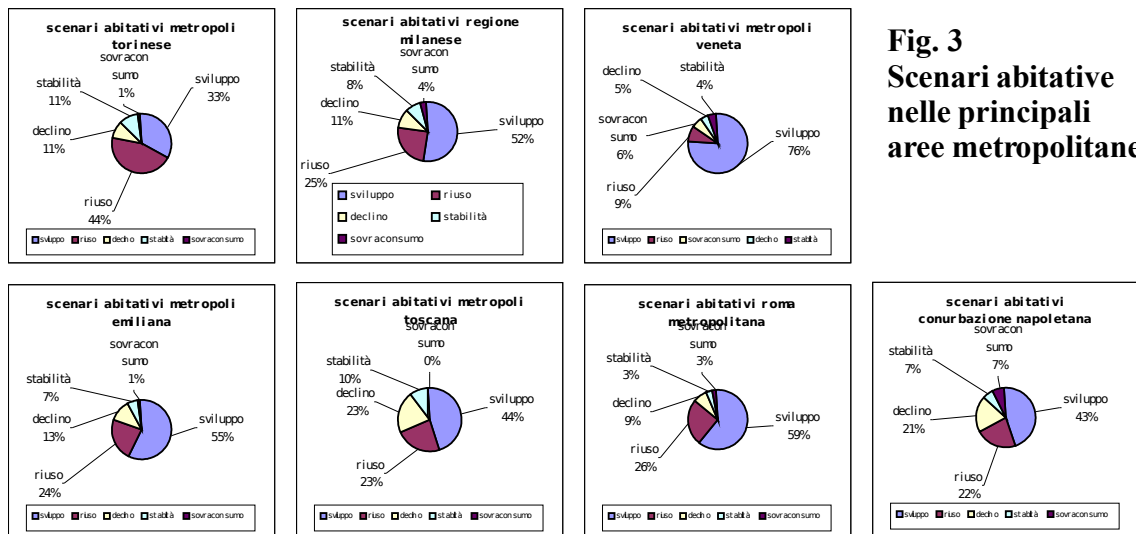 scenari abitativi metropoli
torinese
sovracon
sumo
1%
stabilità
11%
declino
11%
sviluppo
33%
riuso
44%
sviluppo riuso declino stabilità sovraconsumo
scenari abitativi regione
milanese
sovracon
sumo
4%
stabilità
8%
declino
11%
sviluppo
52%
riuso
25%
sviluppo riuso
declino stabilità
sovraconsumo
scenari abitativi metropoli
veneta
stabilità
4%
declino
5%
sovracon
sumo
6%
sviluppo
76%
riuso
9%
sviluppo riuso sovraconsumo declino stabilità
Fig. 3
Scenari abitative
nelle principali
aree metropolitane
scenari abitativi metropoli
emiliana
sovracon
sumo
1%
stabilità
7%
declino
13%
sviluppo
55%
riuso
24%
sviluppo riuso declino stabilità sovraconsumo
scenari abitativi metropoli
toscana
sovracon
sumo
0%
stabilità
10%
declino
23%
sviluppo
44%
riuso
23%
sviluppo riuso declino stabilità sovraconsumo
scenari abitativi roma
metropolitana
sovracon
sumo
3%
stabilità
3%
declino
9%
sviluppo
59%
riuso
26%
sviluppo riuso declino stabilità sovraconsumo
scenari abitativi
conurbazione napoletana
sovracon
sumo
7%
stabilità
7%
declino
21%
sviluppo
43%
riuso
22%
sviluppo riuso declino stabilità sovraconsumo